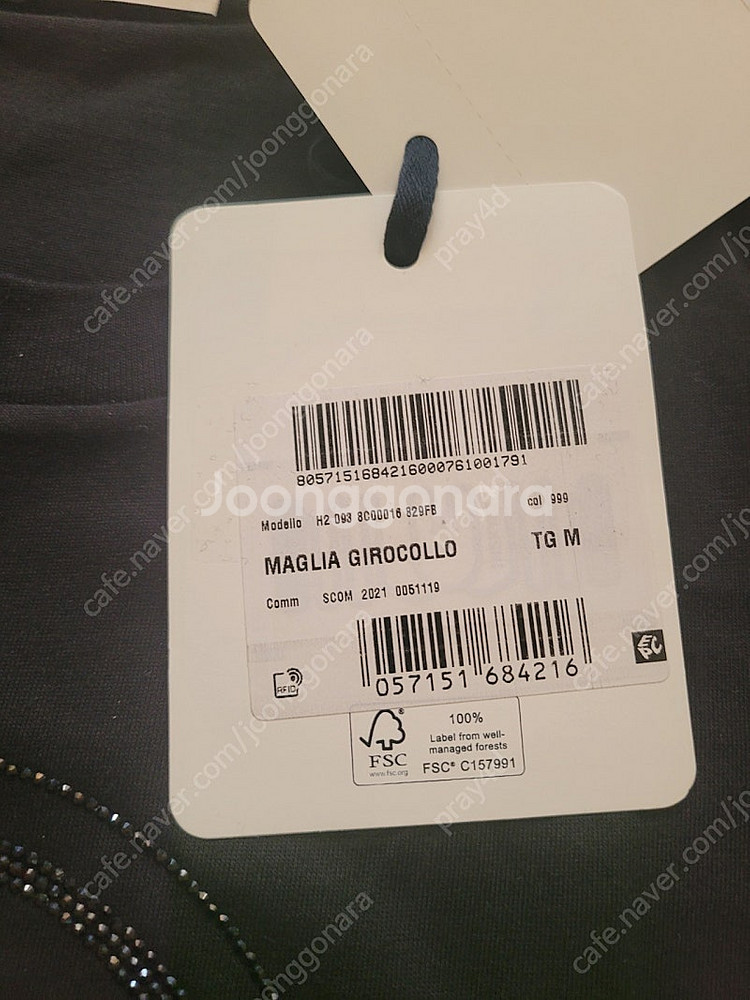 8057151684216000761001791
Joonggonara
Modello H2 093 8C00016 829FB col 999
MAGLIA GIROCOLLO TG M
Comm SCOM 2021 0051119
057151 684216
RFID
EPC
FSC®
www.fsc.org
100%
Label from well-
managed forests
FSC® C157991
cafe.naver.com/joonggonara
pray4d